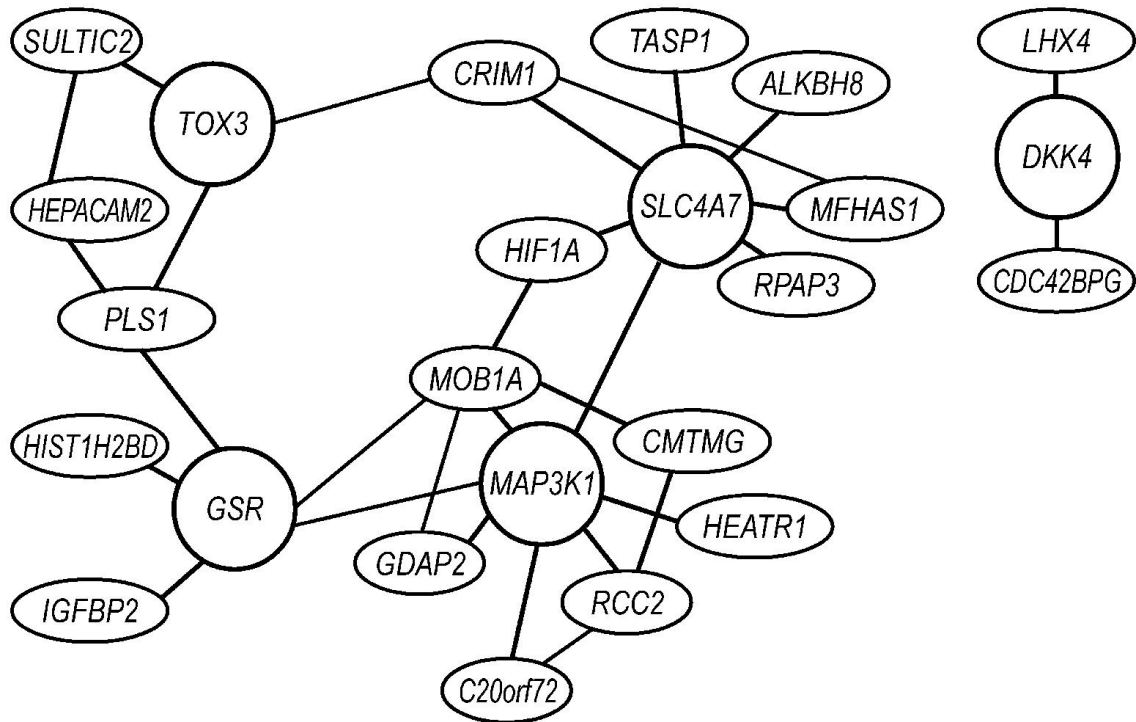 SULTIC2
TASP1
LHX4
CRIM1
ALKBH8
TOX3
DKK4
SLC4A7
HEPACAM2
MFHAS1
HIF1A
RPAP3
CDC42BPG
PLS1
MOB1A
HIST1H2BD
CMTMG
MAP3K1
GSR
HEATR1
GDAP2
RCC2
IGFBP2
C20orf72